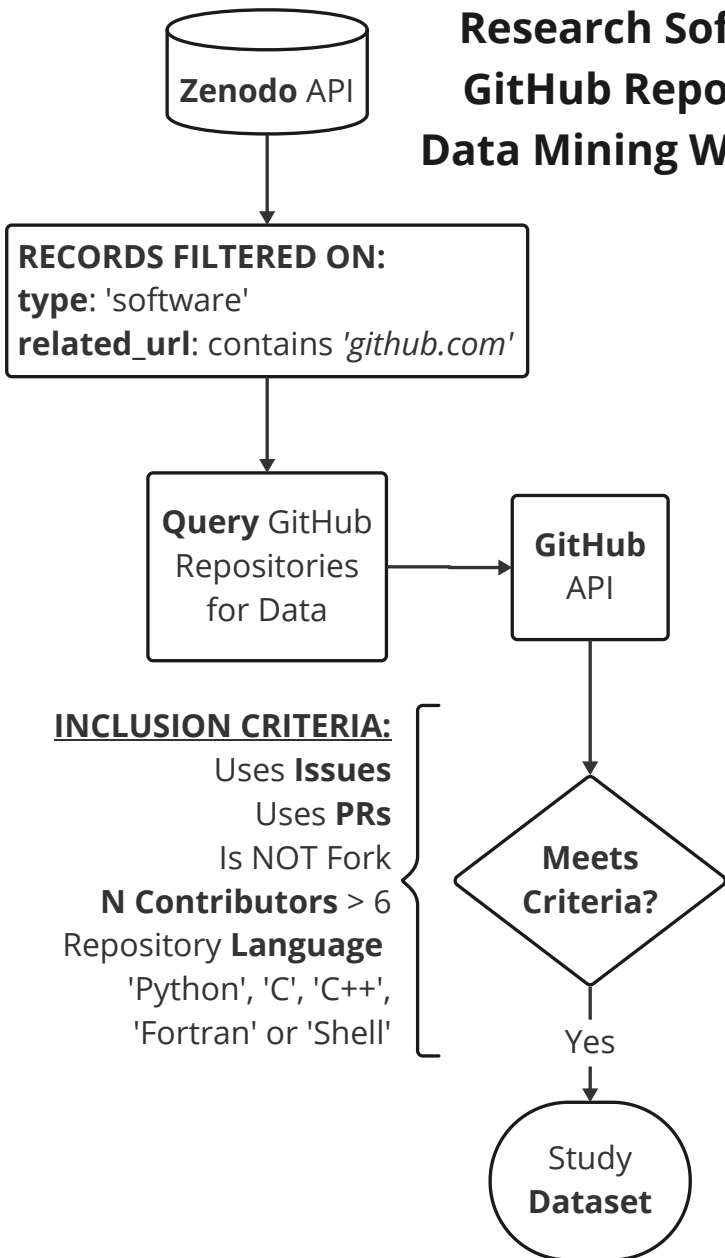 Research
GitHub
Data Mining
Zenodo API
RECORDS FILTERED ON:
type: 'software'
related_url: contains 'github.com'
Query GitHub
Repositories
for Data
GitHub
API
INCLUSION CRITERIA:
Uses Issues
Uses PRs
Is NOT Fork
N Contributors > 6
Repository Language
'Python', 'C', 'C++',
'Fortran' or 'Shell'
Meets
Criteria?
Yes
Study
Dataset